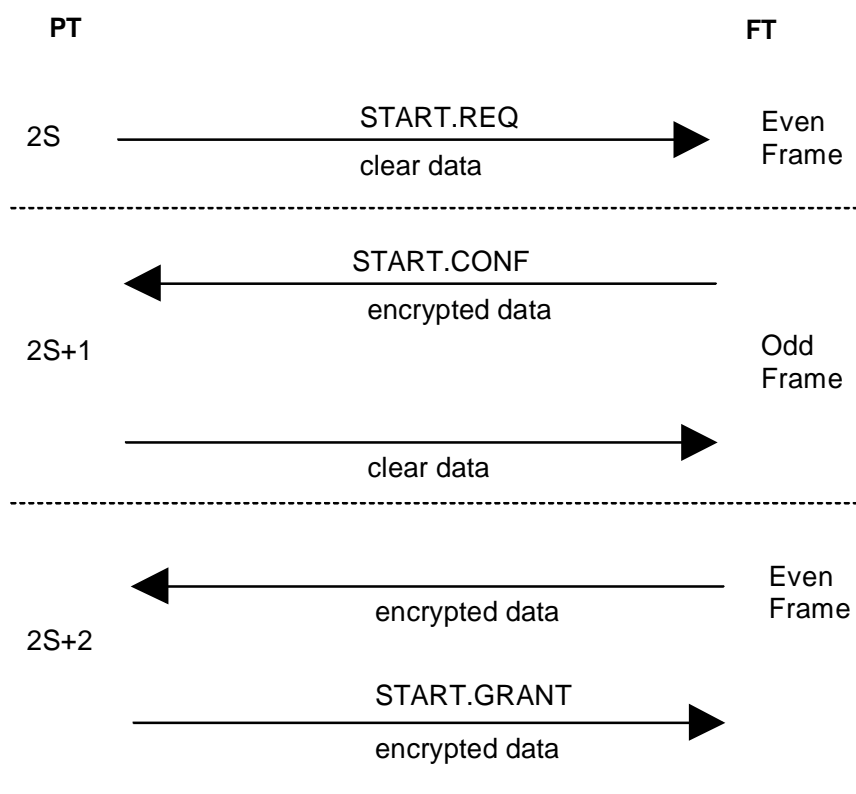 PT
FT
START.REQ
2S
Even
Frame
clear data
START.CONF
encrypted data
2S+1
Odd
Frame
clear data
Even
Frame
encrypted data
2S+2
START.GRANT
encrypted data